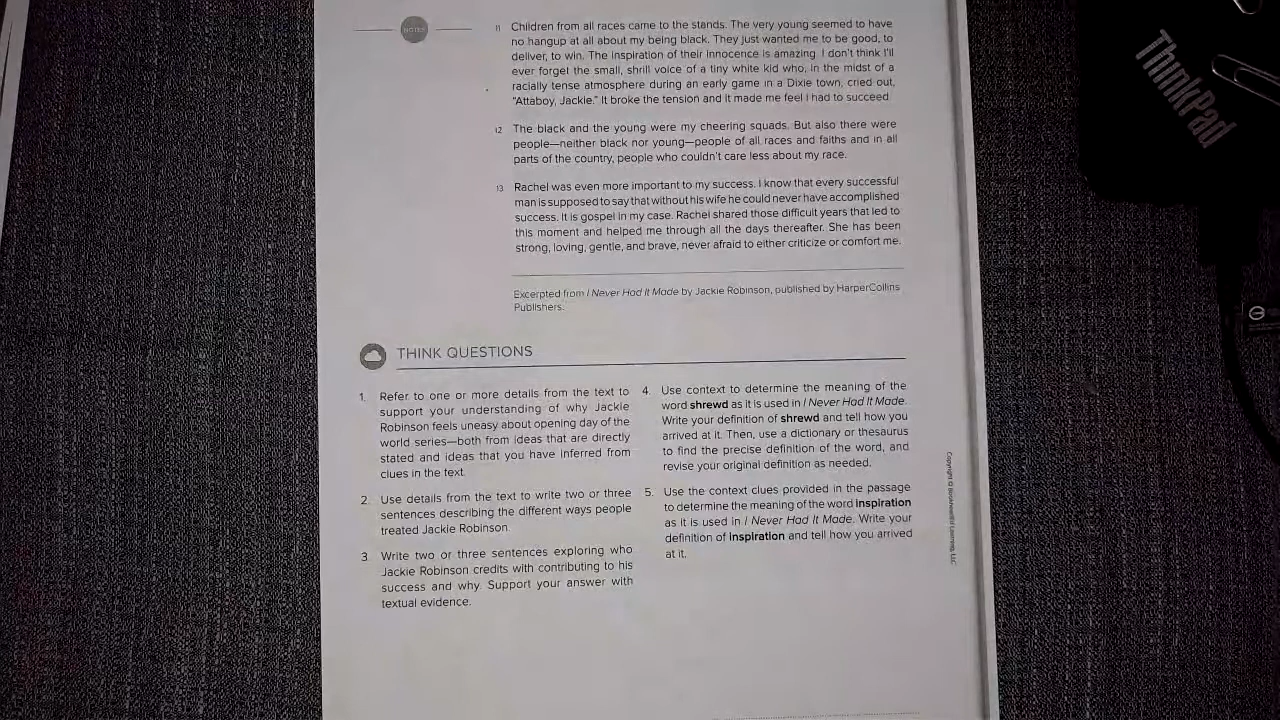 NOTES
11 Children from all races came to the stands. The very young seemed to have
no hangup at all about my being black. They just wanted me to be good, to
deliver, to win. The inspiration of their innocence is amazing. I don't think I'll
ever forget the small, shrill voice of a tiny white kid who, in the midst of a
racially tense atmosphere during an early game in a Dixie town, cried out,
"Attaboy, Jackie." It broke the tension and it made me feel I had to succeed.
12 The black and the young were my cheering squads. But also there were
people—neither black nor young—people of all races and faiths and in all
parts of the country, people who couldn't care less about my race.
13 Rachel was even more important to my success. I know that every successful
man is supposed to say that without his wife he could never have accomplished
success. It is gospel in my case. Rachel shared those difficult years that led to
this moment and helped me through all the days thereafter. She has been
strong, loving, gentle, and brave, never afraid to either criticize or comfort me.
Excerpted from I Never Had It Made by Jackie Robinson, published by HarperCollins
Publishers.
THINK QUESTIONS
1. Refer to one or more details from the text to
support your understanding of why Jackie
Robinson feels uneasy about opening day of the
world series—both from ideas that are directly
stated and ideas that you have inferred from
clues in the text.
2. Use details from the text to write two or three
sentences describing the different ways people
treated Jackie Robinson.
3. Write two or three sentences exploring who
Jackie Robinson credits with contributing to his
success and why. Support your answer with
textual evidence.
4. Use context to determine the meaning of the
word shrewd as it is used in I Never Had It Made.
Write your definition of shrewd and tell how you
arrived at it. Then, use a dictionary or thesaurus
to find the precise definition of the word, and
revise your original definition as needed.
5. Use the context clues provided in the passage
to determine the meaning of the word inspiration
as it is used in I Never Had It Made. Write your
definition of inspiration and tell how you arrived
at it.
Copyright © BookheadEd Learning, LLC
ThinkPad